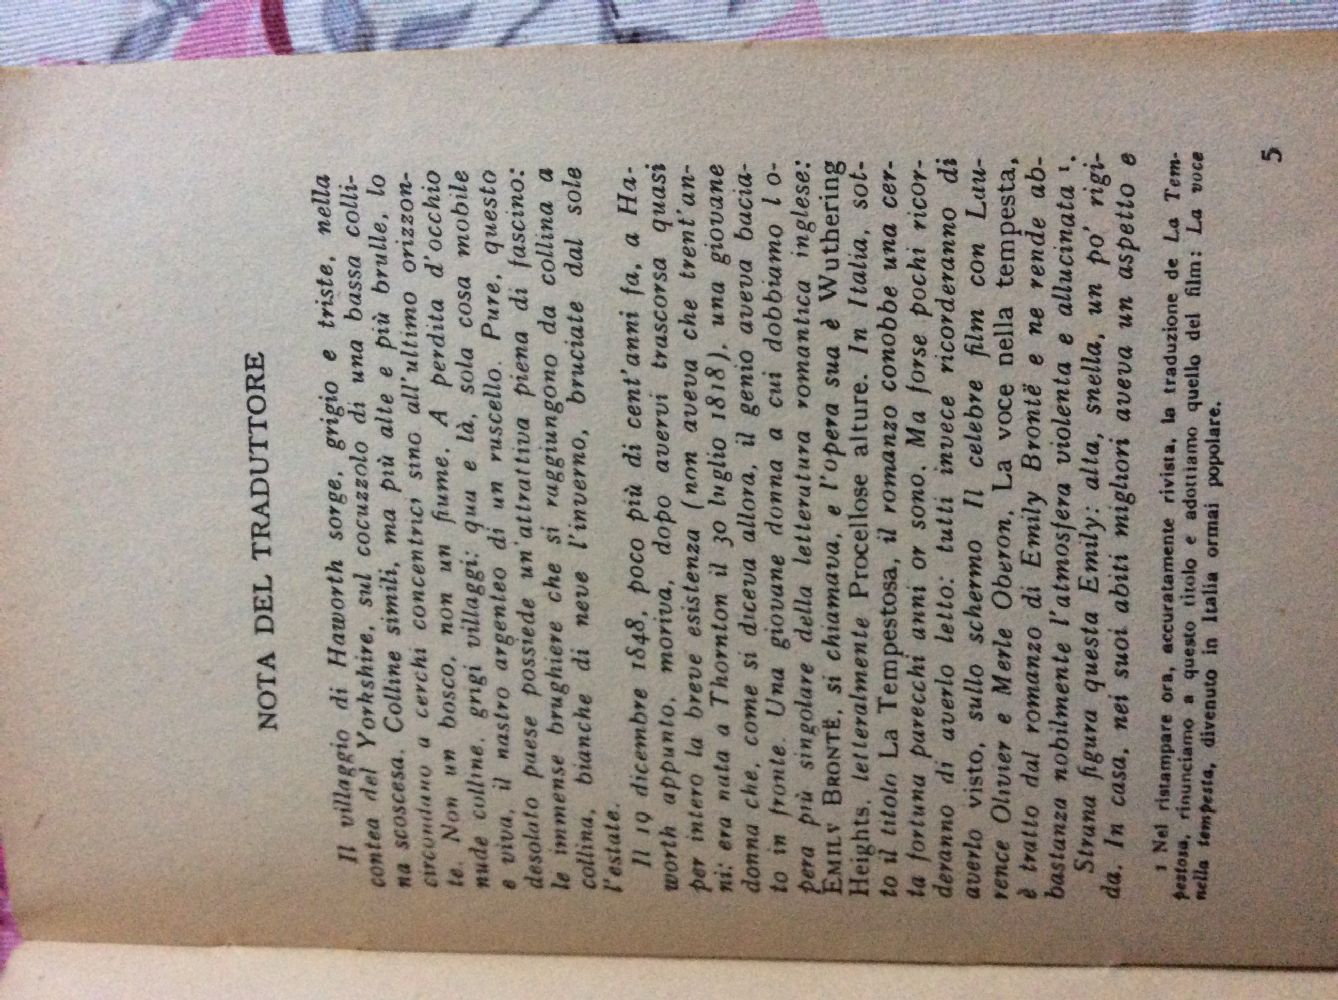 NOTA DEL TRADUTTORE
Il villaggio di Haworth sorge, grigio e triste, nella
contea del Yorkshire, sul cocuzzolo di una bassa colli-
na scoscesa. Colline simili, ma più alte e più brulle, lo
circondano a cerchi concentrici sino all'ultimo orizzon-
te. Non un bosco, non un fiume. A perdita d'occhio
nude colline, grigi villaggi: qua e là, sola cosa mobile
e viva, il nastro argenteo di un ruscello. Pure, questo
desolato paese possiede un'attrattiva piena di fascino:
le immense brughiere che si raggiungono da collina a
collina, bianche di neve l'inverno, bruciate dal sole
l'estate.
Il 19 dicembre 1848, poco più di cent'anni fa, a Ha-
worth appunto, moriva, dopo avervi trascorsa quasi
per intero la breve esistenza (non aveva che trent'an-
ni: era nata a Thornton il 30 luglio 1818), una giovane
donna che, come si diceva allora, il genio aveva bacia-
to in fronte. Una giovane donna a cui dobbiamo l'o-
pera più singolare della letteratura romantica inglese:
EMILY BRONTË, si chiamava, e l'opera sua è Wuthering
Heights, letteralmente Procellose alture. In Italia, sot-
to il titolo La Tempestosa, il romanzo conobbe una cer-
ta fortuna parecchi anni or sono. Ma forse pochi ricor-
deranno di averlo letto: tutti invece ricorderanno di
averlo visto, sullo schermo Il celebre film con Lau-
rence Olivier e Merle Oberon, La voce nella tempesta,
è tratto dal romanzo di Emily Brontë e ne rende ab-
bastanza nobilmente l'atmosfera violenta e allucinata ¹.
Strana figura questa Emily: alta, snella, un po' rigi-
da. In casa, nei suoi abiti migliori aveva un aspetto e
1 Nel ristampare ora, accuratamente rivista, la traduzione de La Tem-
pestosa, rinunciamo a questo titolo e adottiamo quello del film: La voce
nella tempesta, divenuto in Italia ormai popolare.
5